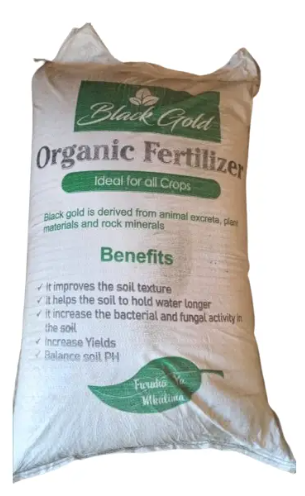 Black Gold
Organic Fertilizer
Ideal for all Crops
Black gold is derived from animal excreta, plant
materials and rock minerals
Benefits
✓ it improves the soil texture
✓ It helps the soil to hold water longer
✓ it increase the bacterial and fungal activity in
the soil
✓ Increase Yields
✓ Balance soil PH
Furaha Ya
Mkulima